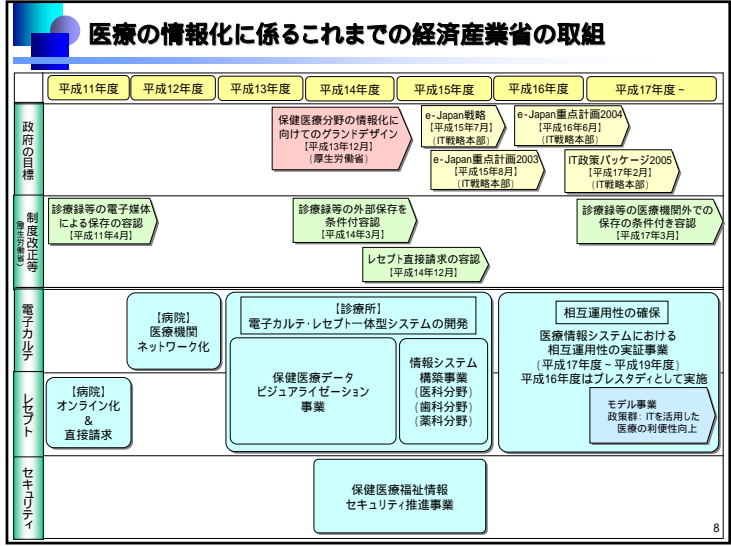 医療の情報化に係るこれまでの経済産業省の取組
平成11年度
平成12年度
平成13年度
平成14年度
平成15年度
平成16年度
平成17年度~
政府の目標
保健医療分野の情報化に
向けてのグランドデザイン
【平成13年12月】
(厚生労働省)
e-Japan戦略
【平成15年7月】
(IT戦略本部)
e-Japan重点計画2003
【平成15年8月】
(IT戦略本部)
e-Japan重点計画2004
【平成16年6月】
(IT戦略本部)
IT政策パッケージ2005
【平成17年2月】
(IT戦略本部)
制度改正等
(厚生労働省)
診療録等の電子媒体
による保存の容認
【平成11年4月】
診療録等の外部保存を
条件付容認
【平成14年3月】
レセプト直接請求の容認
【平成14年12月】
診療録等の医療機関外での
保存の条件付き容認
【平成17年3月】
電子カルテ
【病院】
医療機関
ネットワーク化
【診療所】
電子カルテ・レセプト一体型システムの開発
保健医療データ
ビジュアライゼーション
事業
情報システム
構築事業
(医科分野)
(歯科分野)
(薬科分野)
相互運用性の確保
医療情報システムにおける
相互運用性の実証事業
(平成17年度~平成19年度)
平成16年度はプレスタディとして実施
モデル事業
政策群:ITを活用した
医療の利便性向上
レセプト
【病院】
オンライン化
&
直接請求
セキュリティ
保健医療福祉情報
セキュリティ推進事業
8